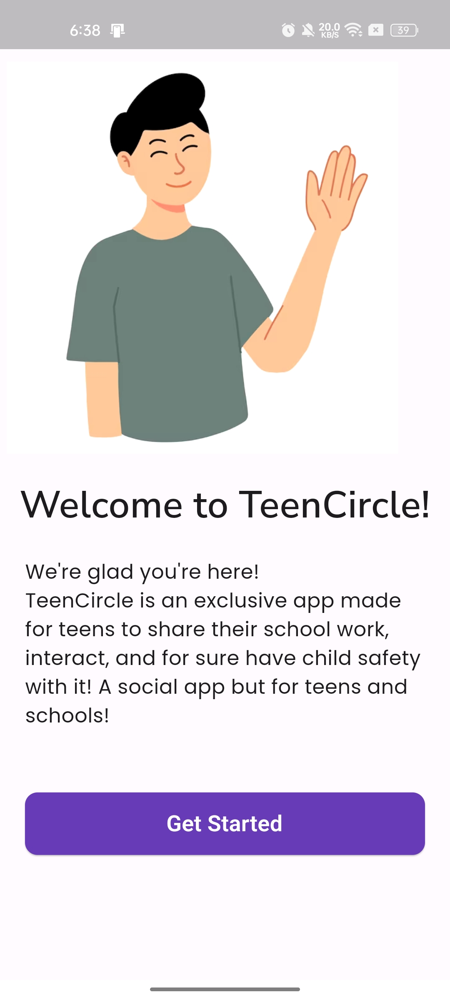 6:38
20.0
KB/S
39
Welcome to TeenCircle!
We're glad you're here!
TeenCircle is an exclusive app made
for teens to share their school work,
interact, and for sure have child safety
with it! A social app but for teens and
schools!
Get Started